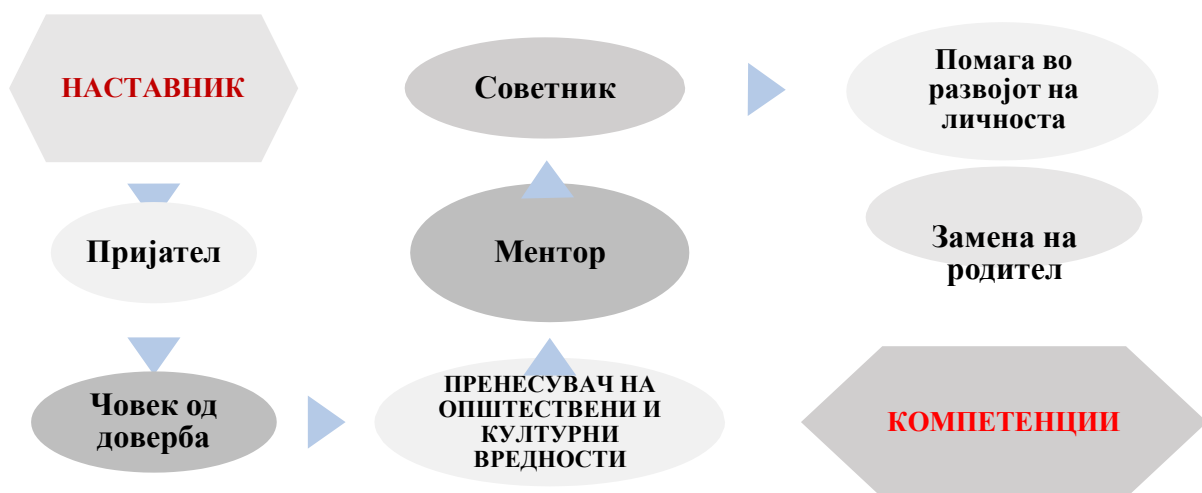 НАСТАВНИК
Пријател
Човек од
доверба
ПРЕНЕСУВАЧ НА
ОПШТЕСТВЕНИ И
КУЛТУРНИ
ВРЕДНОСТИ
Ментор
Советник
Помага во
развојот на
личноста
Замена на
родител
КОМПЕТЕНЦИИ